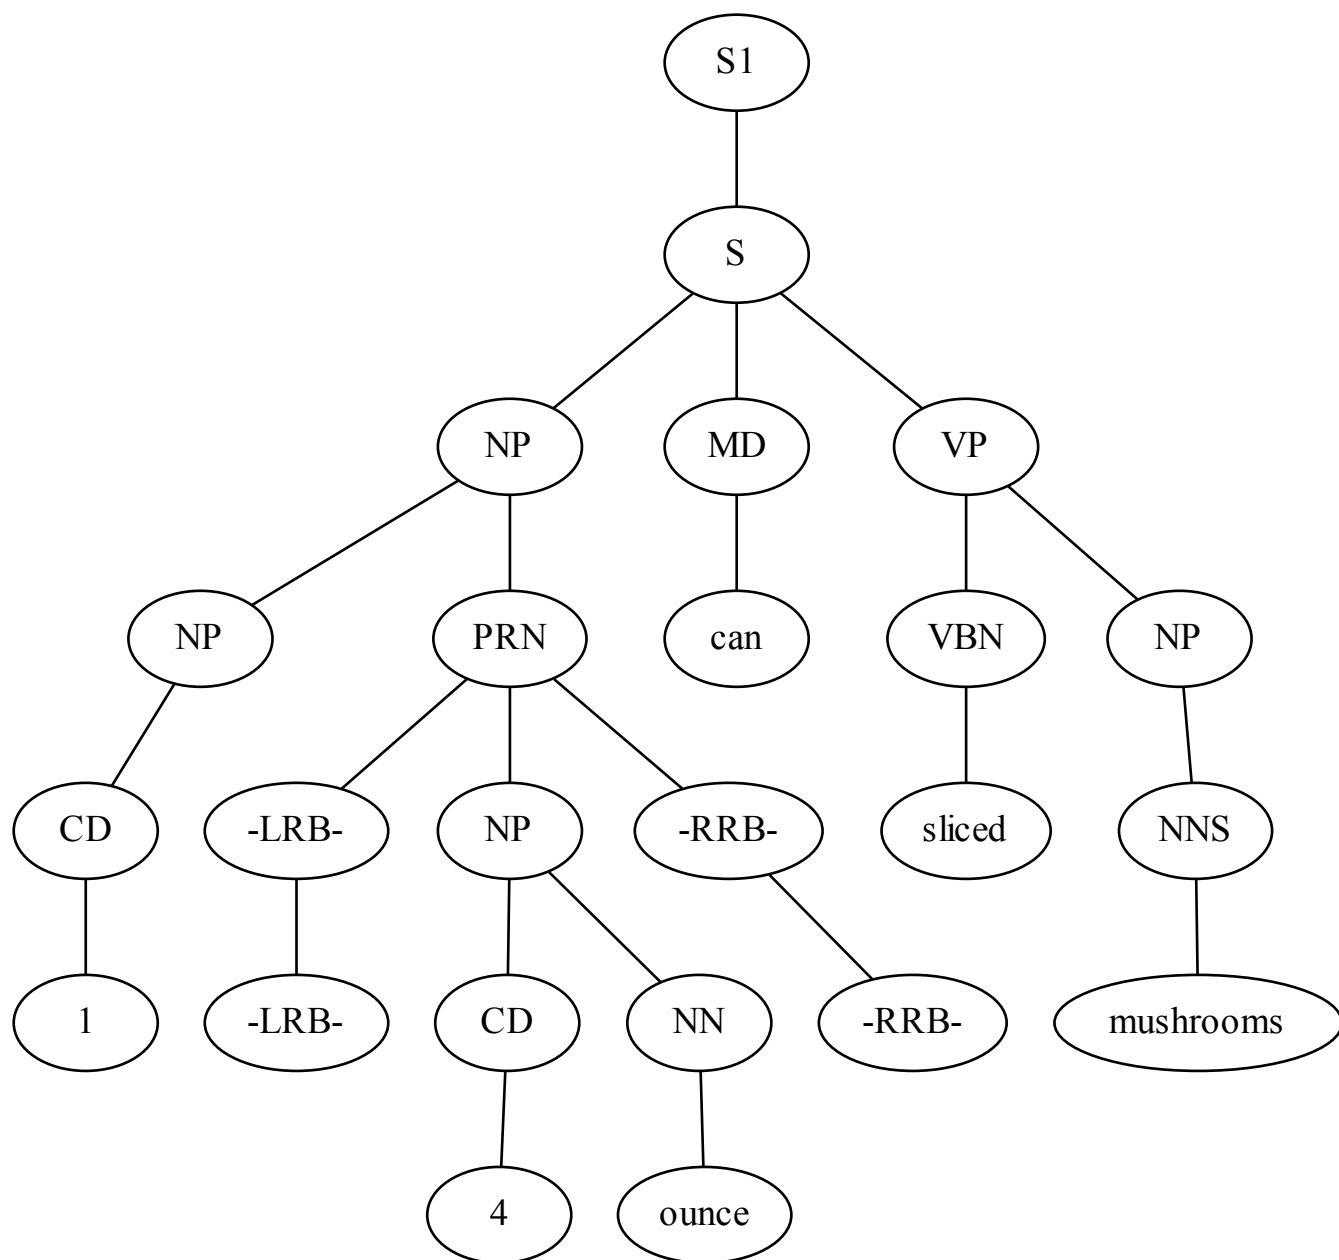 S1
S
NP MD VP
NP PRN can VBN NP
CD -LRB- NP -RRB- sliced NNS
1 -LRB- CD NN -RRB- mushrooms
4 ounce